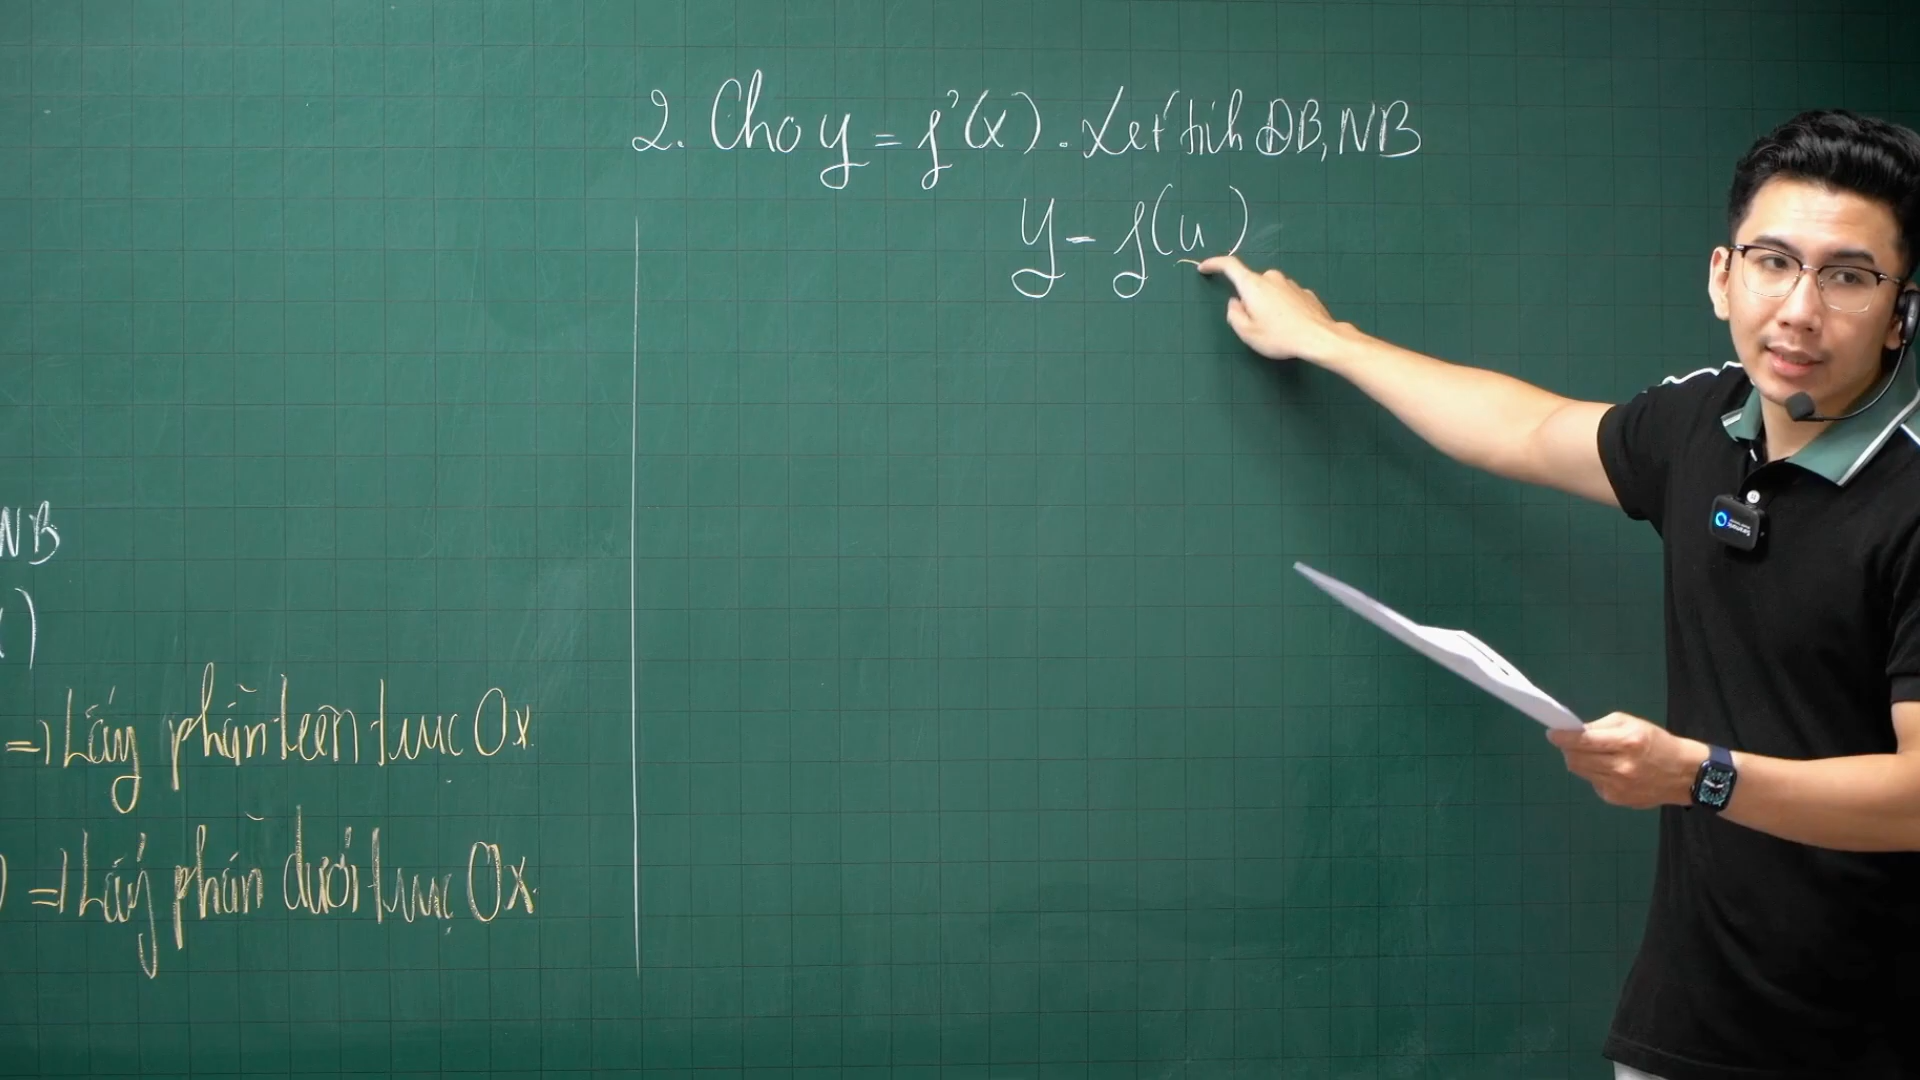 2. Cho y = f'(x). Xét tính ĐB, NB
y = f(u)
NB
)
=> Lấy phần trên trục Ox.
) => Lấy phần dưới trục Ox.